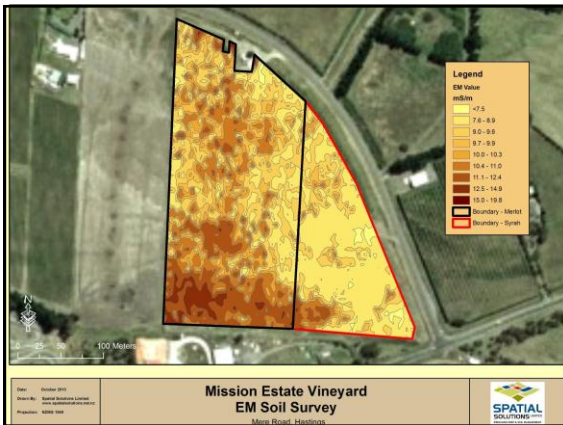 Legend
EM Value
mS/m
<7.5
7.6 - 8.9
9.0 - 9.6
9.7 - 9.9
10.0 - 10.3
10.4 - 11.0
11.1 - 12.4
12.5 - 14.9
15.0 - 19.8
Boundary - Merlot
Boundary - Syrah
N
0 25 50 100 Meters
Date: October 2010
Drawn By: Spatial Solutions Limited
Projection:
Mission Estate Vineyard
EM Soil Survey
Mere Road, Hastings
SPATIAL
SOLUTIONS